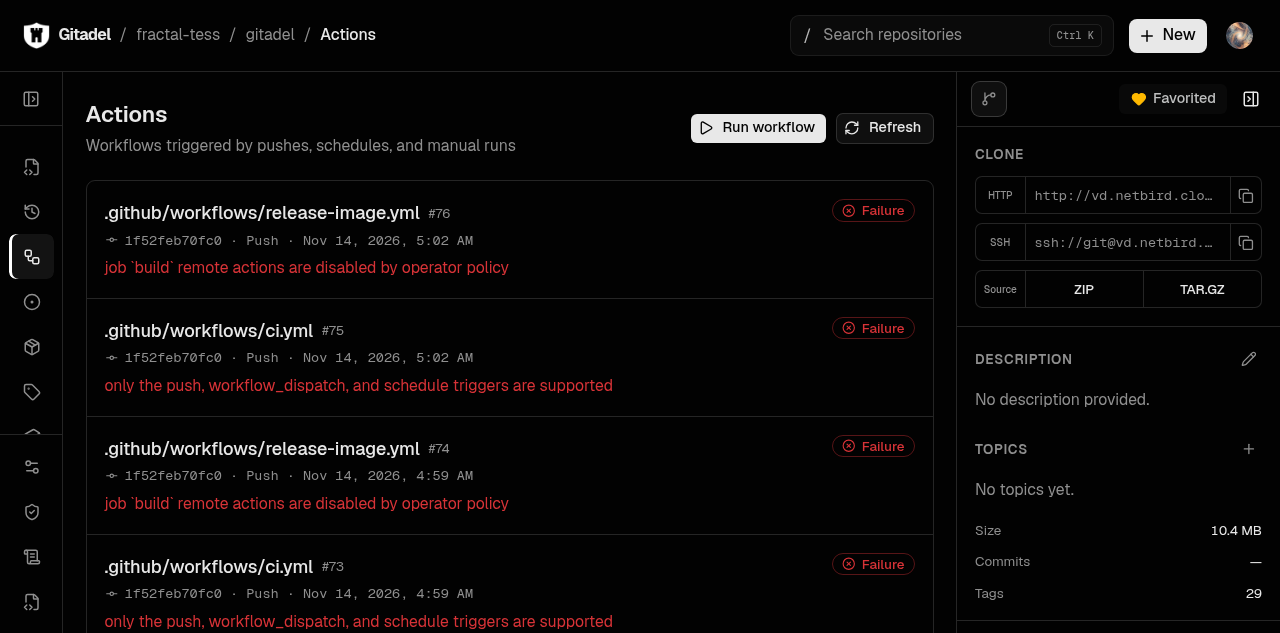 Gitadel / fractal-tess / gitadel / Actions
/ Search repositories Ctrl K
New
Favorited
Actions
Workflows triggered by pushes, schedules, and manual runs
Run workflow
Refresh
.github/workflows/release-image.yml #76
Failure
1f52feb70fc0 · Push · Nov 14, 2026, 5:02 AM
job `build` remote actions are disabled by operator policy
.github/workflows/ci.yml #75
Failure
1f52feb70fc0 · Push · Nov 14, 2026, 5:02 AM
only the push, workflow_dispatch, and schedule triggers are supported
.github/workflows/release-image.yml #74
Failure
1f52feb70fc0 · Push · Nov 14, 2026, 4:59 AM
job `build` remote actions are disabled by operator policy
.github/workflows/ci.yml #73
Failure
1f52feb70fc0 · Push · Nov 14, 2026, 4:59 AM
only the push, workflow_dispatch, and schedule triggers are supported
CLONE
HTTP http://vd.netbird.clo…
SSH ssh://git@vd.netbird.…
Source ZIP TAR.GZ
DESCRIPTION
No description provided.
TOPICS
No topics yet.
Size 10.4 MB
Commits —
Tags 29